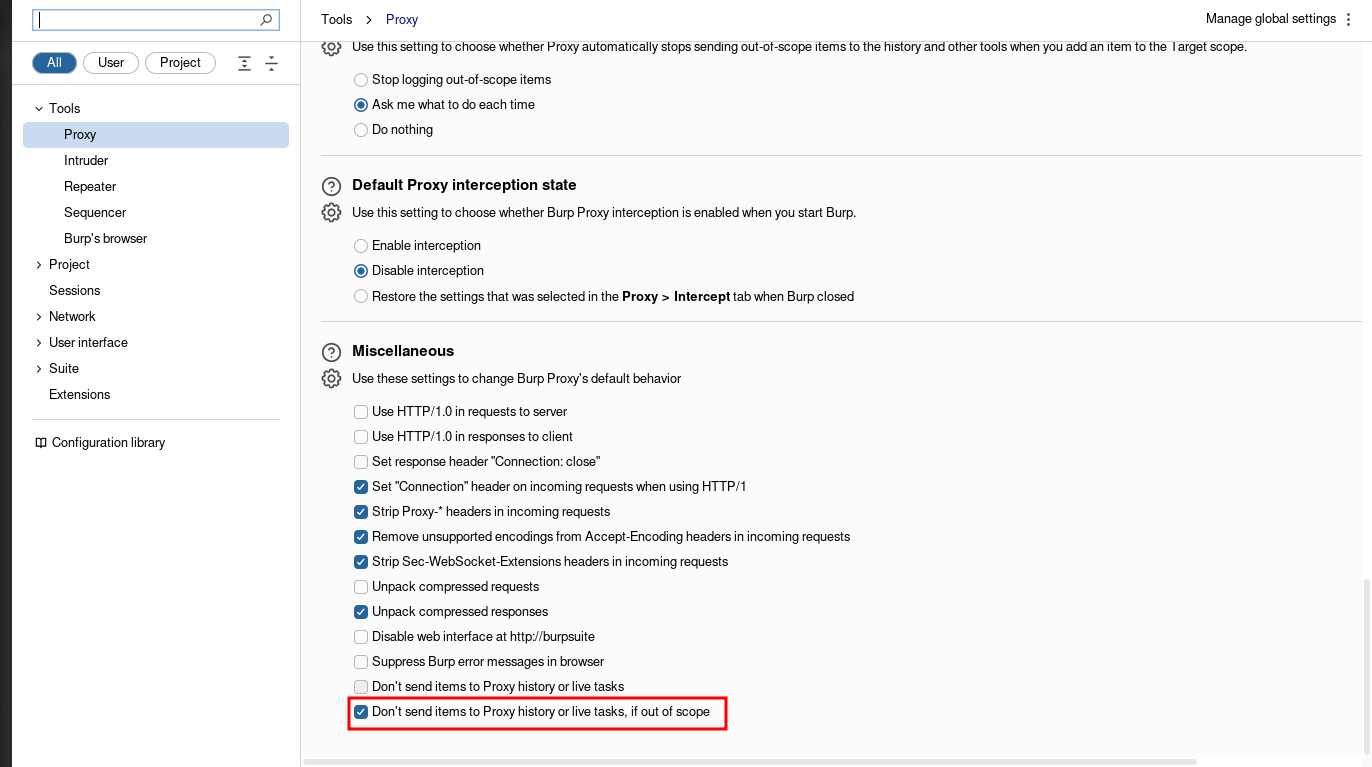 Tools > Proxy
Manage global settings
All
User
Project
Tools
Proxy
Intruder
Repeater
Sequencer
Burp's browser
Project
Sessions
Network
User interface
Suite
Extensions
Configuration library
Use this setting to choose whether Proxy automatically stops sending out-of-scope items to the history and other tools when you add an item to the Target scope.
Stop logging out-of-scope items
Ask me what to do each time
Do nothing
Default Proxy interception state
Use this setting to choose whether Burp Proxy interception is enabled when you start Burp.
Enable interception
Disable interception
Restore the settings that was selected in the Proxy > Intercept tab when Burp closed
Miscellaneous
Use these settings to change Burp Proxy's default behavior
Use HTTP/1.0 in requests to server
Use HTTP/1.0 in responses to client
Set response header "Connection: close"
Set "Connection" header on incoming requests when using HTTP/1
Strip Proxy-* headers in incoming requests
Remove unsupported encodings from Accept-Encoding headers in incoming requests
Strip Sec-WebSocket-Extensions headers in incoming requests
Unpack compressed requests
Unpack compressed responses
Disable web interface at http://burpsuite
Suppress Burp error messages in browser
Don't send items to Proxy history or live tasks
Don't send items to Proxy history or live tasks, if out of scope